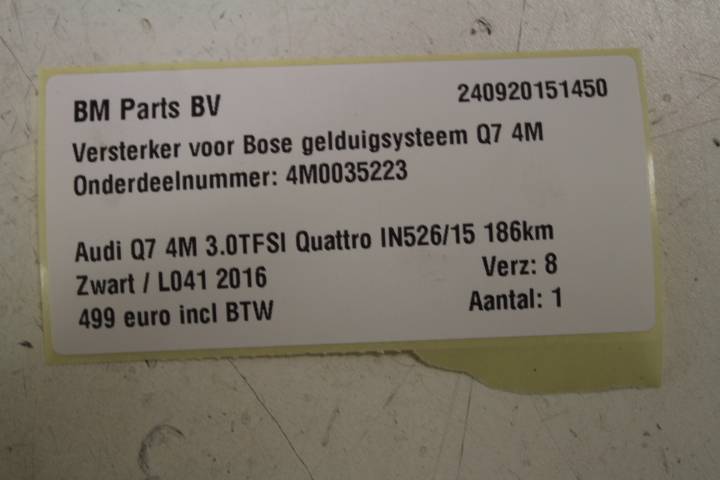 BM Parts BV 240920151450
Versterker voor Bose gelduigsysteem Q7 4M
Onderdeelnummer: 4M0035223
Audi Q7 4M 3.0TFSI Quattro IN526/15 186km
Zwart / L041 2016 Verz: 8
499 euro incl BTW Aantal: 1